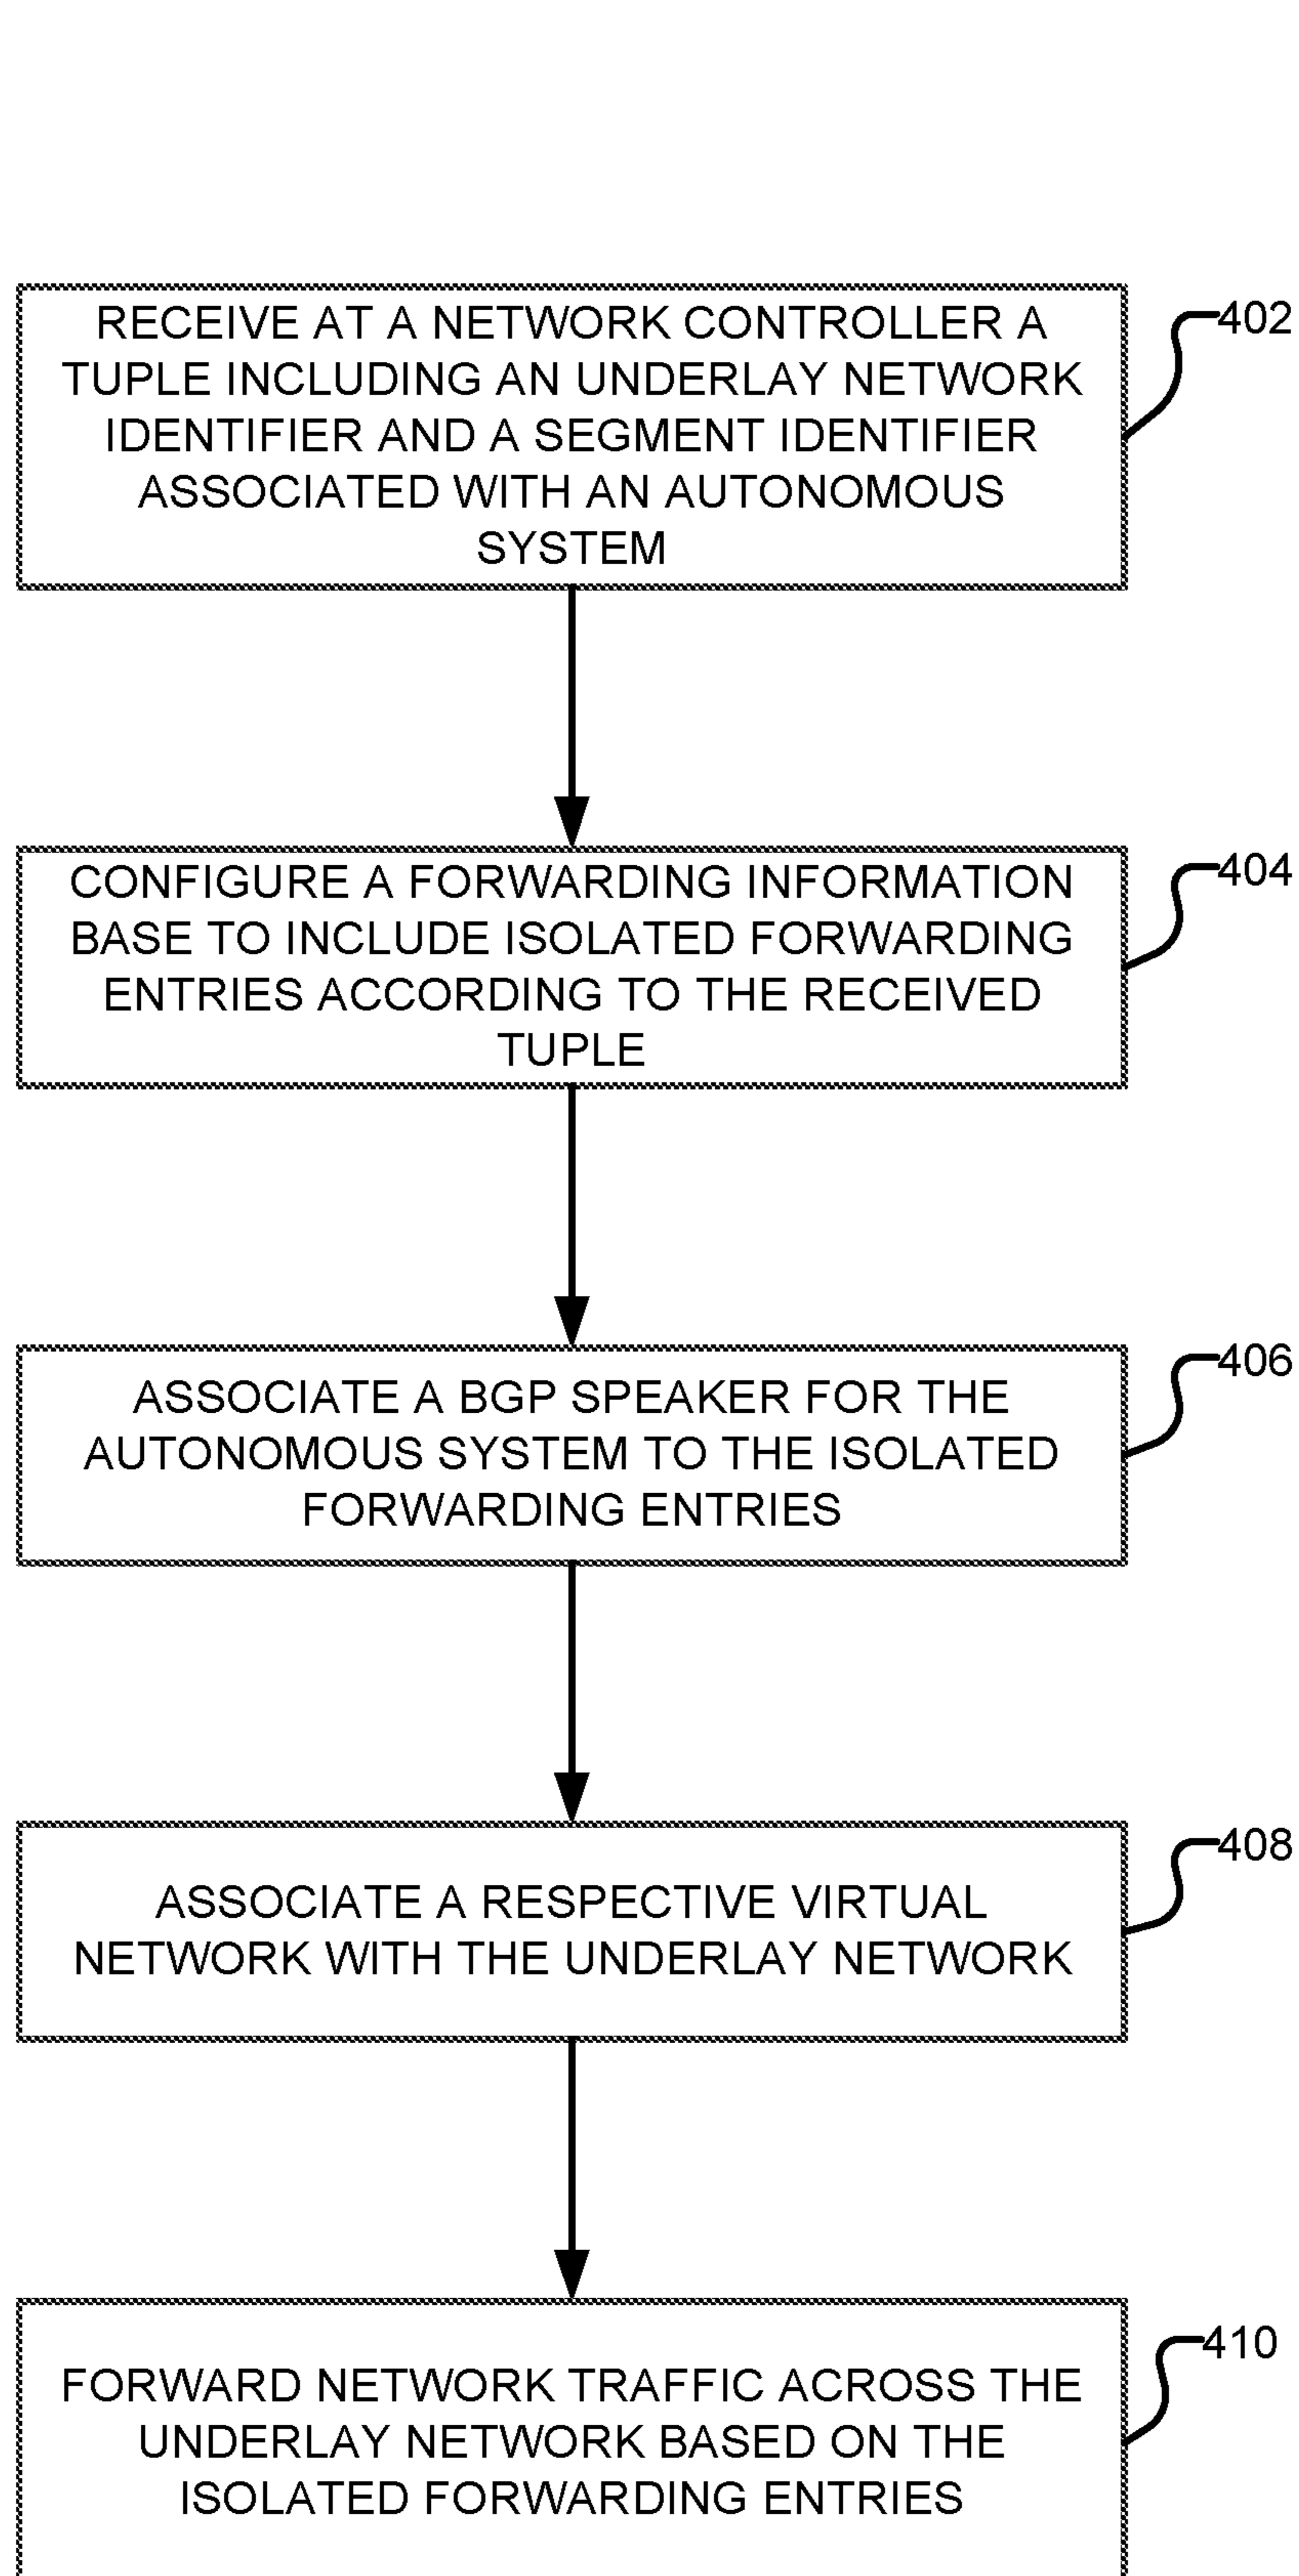 RECEIVE AT A NETWORK CONTROLLER A
TUPLE INCLUDING AN UNDERLAY NETWORK
IDENTIFIER AND A SEGMENT IDENTIFIER
ASSOCIATED WITH AN AUTONOMOUS
SYSTEM
402
CONFIGURE A FORWARDING INFORMATION
BASE TO INCLUDE ISOLATED FORWARDING
ENTRIES ACCORDING TO THE RECEIVED
TUPLE
404
ASSOCIATE A BGP SPEAKER FOR THE
AUTONOMOUS SYSTEM TO THE ISOLATED
FORWARDING ENTRIES
406
ASSOCIATE A RESPECTIVE VIRTUAL
NETWORK WITH THE UNDERLAY NETWORK
408
FORWARD NETWORK TRAFFIC ACROSS THE
UNDERLAY NETWORK BASED ON THE
ISOLATED FORWARDING ENTRIES
410